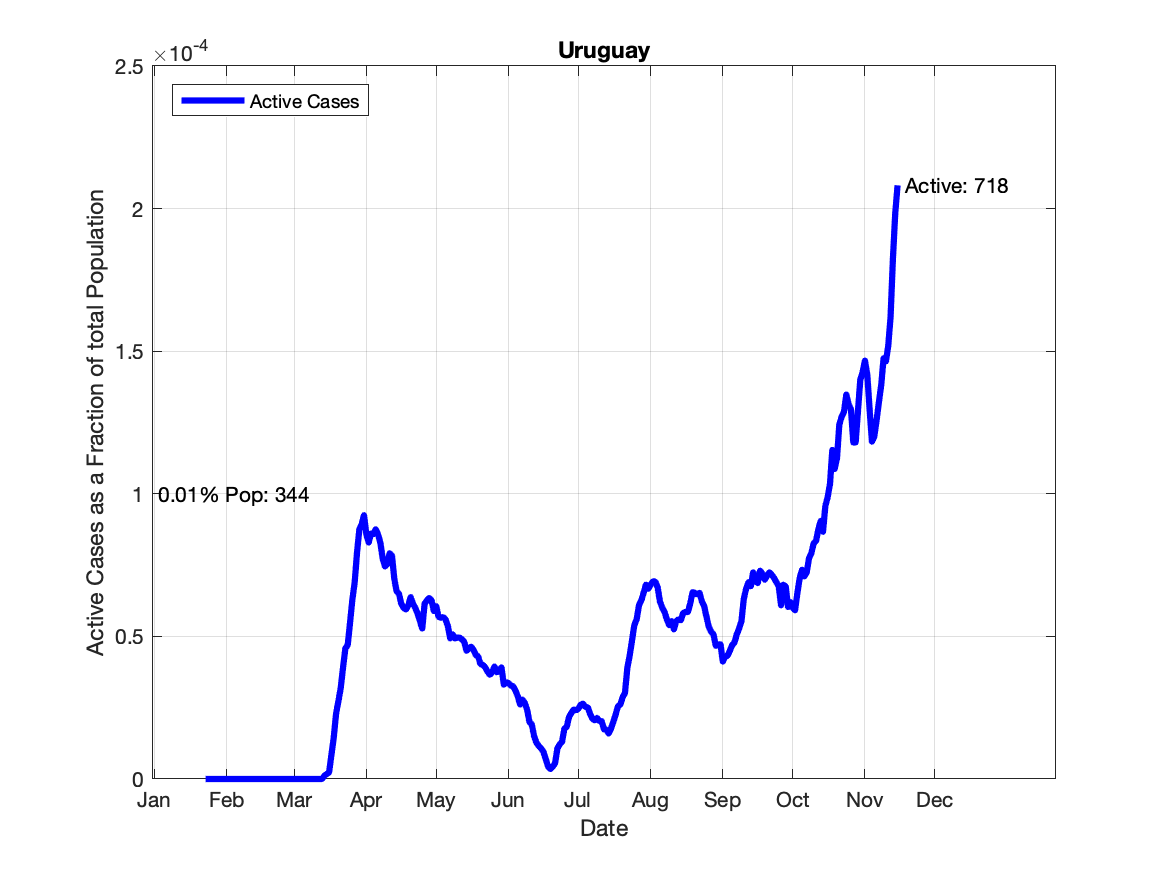 Uruguay
×10-4
2.5
2
1.5
1
0.5
0
Active Cases
Active: 718
0.01% Pop: 344
Active Cases as a Fraction of total Population
Jan Feb Mar Apr May Jun Jul Aug Sep Oct Nov Dec
Date